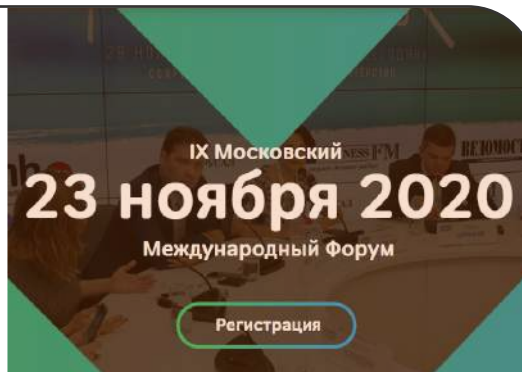 IX Московский
23 ноября 2020
Международный Форум
Регистрация